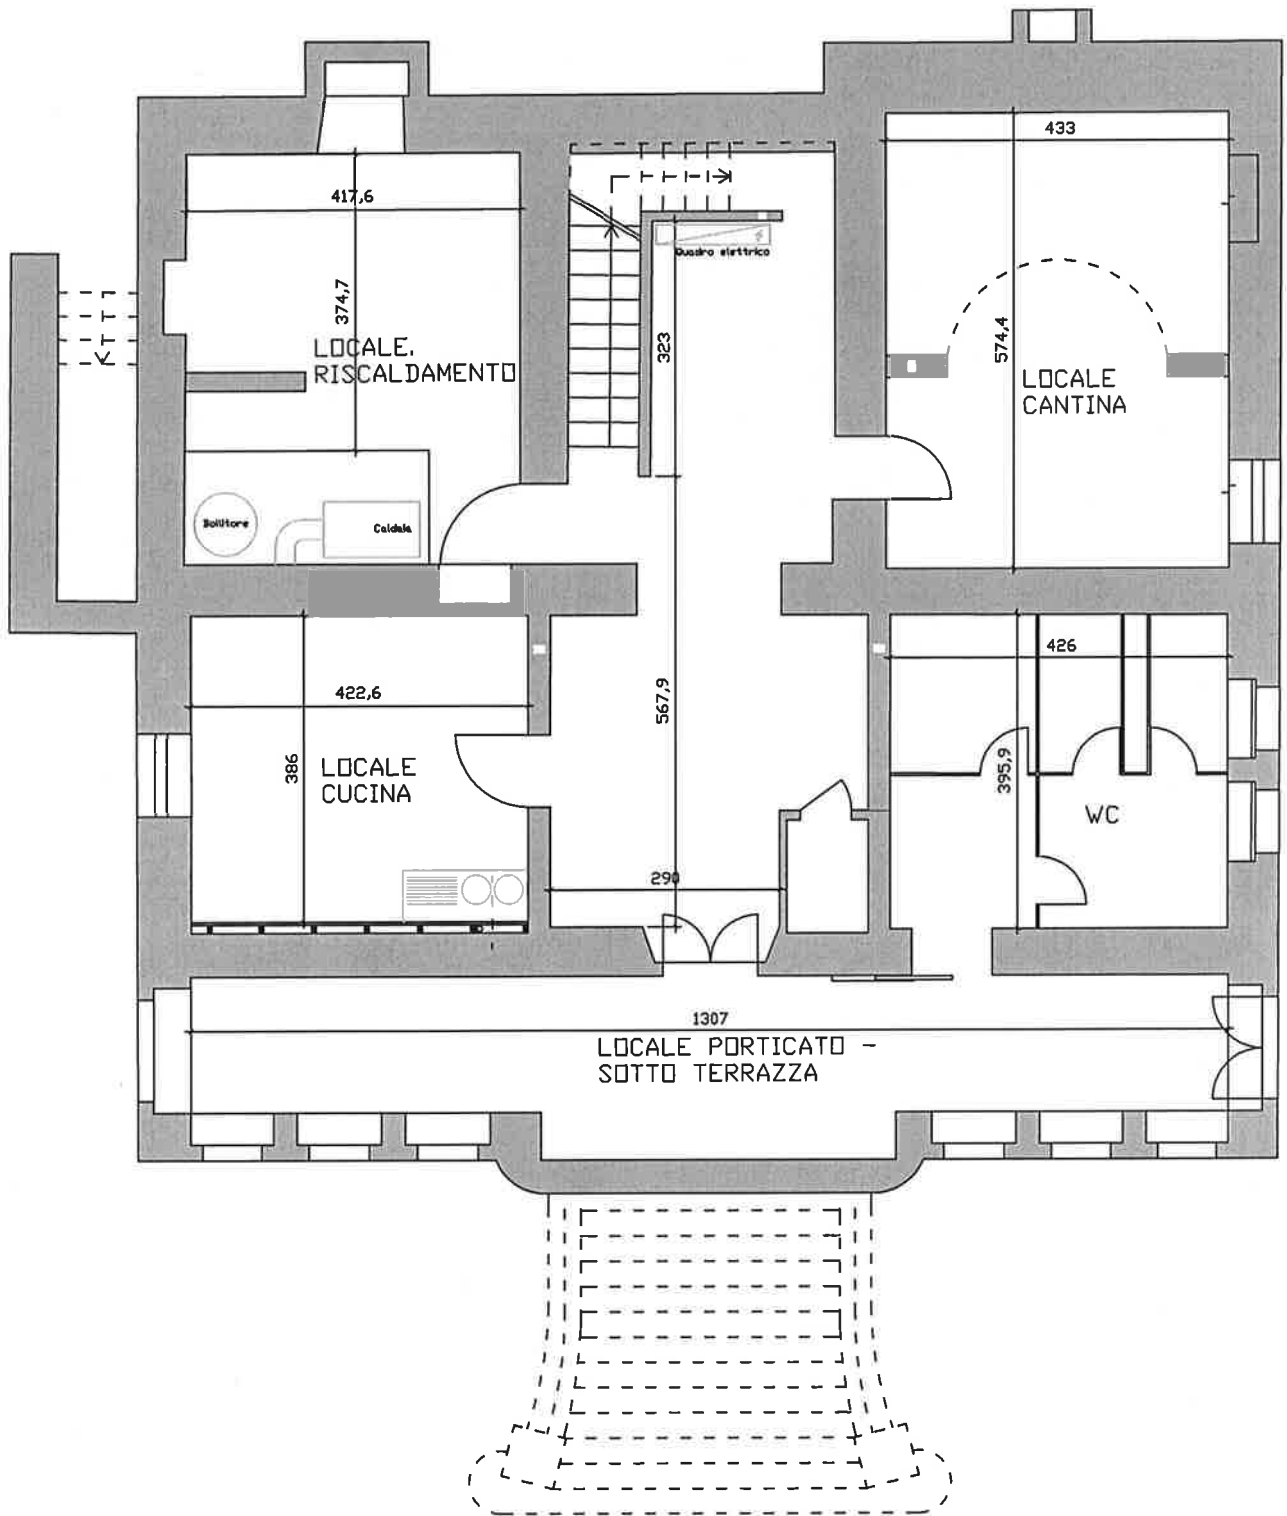 433
417,6
Quadro elettrico
374,7
323
574,4
LOCALE.
RISCALDAMENTO
LOCALE
CANTINA
Bollitore
Caldaia
426
422,6
567,9
386
395,9
LOCALE
CUCINA
WC
290
1307
LOCALE PORTICATO -
SOTTO TERRAZZA